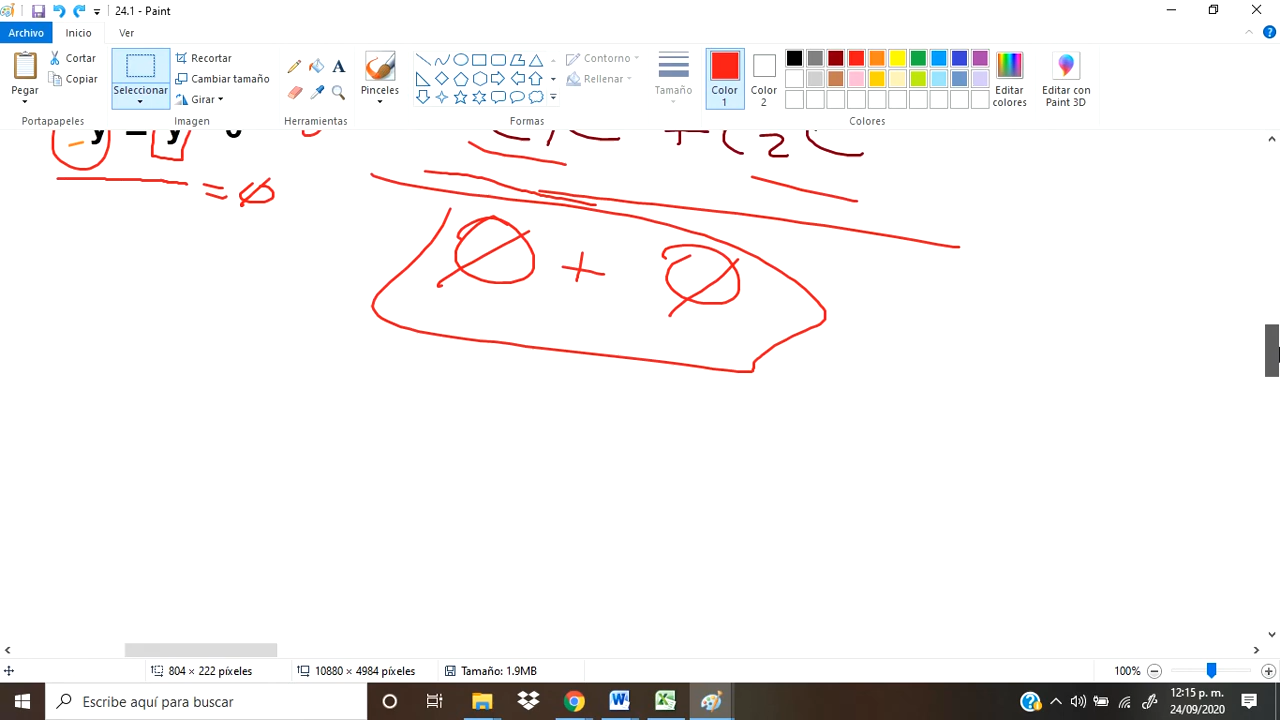 24.1 - Paint
Archivo Inicio Ver
Pegar
Cortar
Copiar
Portapapeles
Seleccionar
Recortar
Cambiar tamaño
Girar
Imagen
A
Herramientas
Pinceles
Contorno
Rellenar
Formas
Tamaño
Color 1
Color 2
Editar colores
Editar con Paint 3D
Colores
= ∅
∅ + ∅
804 × 222 píxeles
10880 × 4984 píxeles
Tamaño: 1.9MB
100%
Escribe aquí para buscar
12:15 p. m.
24/09/2020